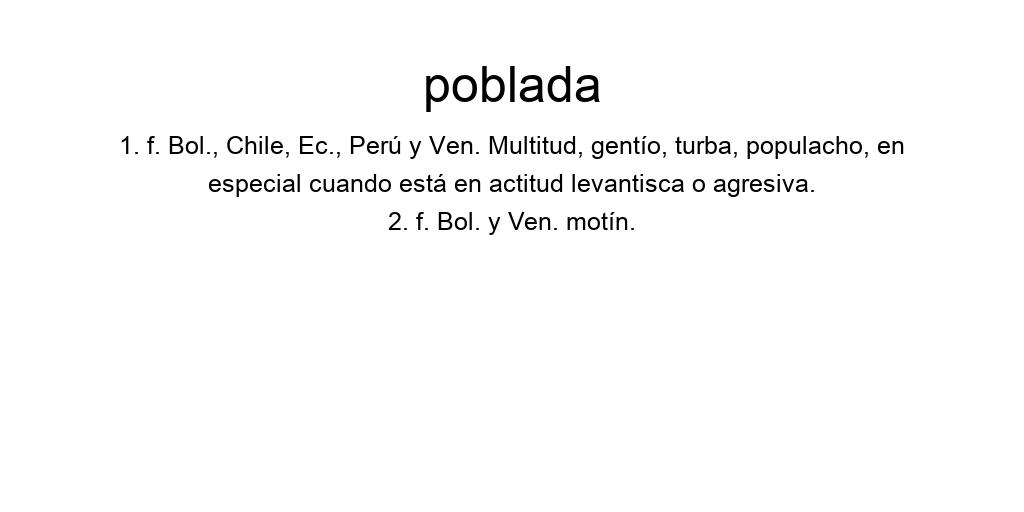 poblada
1. f. Bol., Chile, Ec., Perú y Ven. Multitud, gentío, turba, populacho, en
especial cuando está en actitud levantisca o agresiva.
2. f. Bol. y Ven. motín.